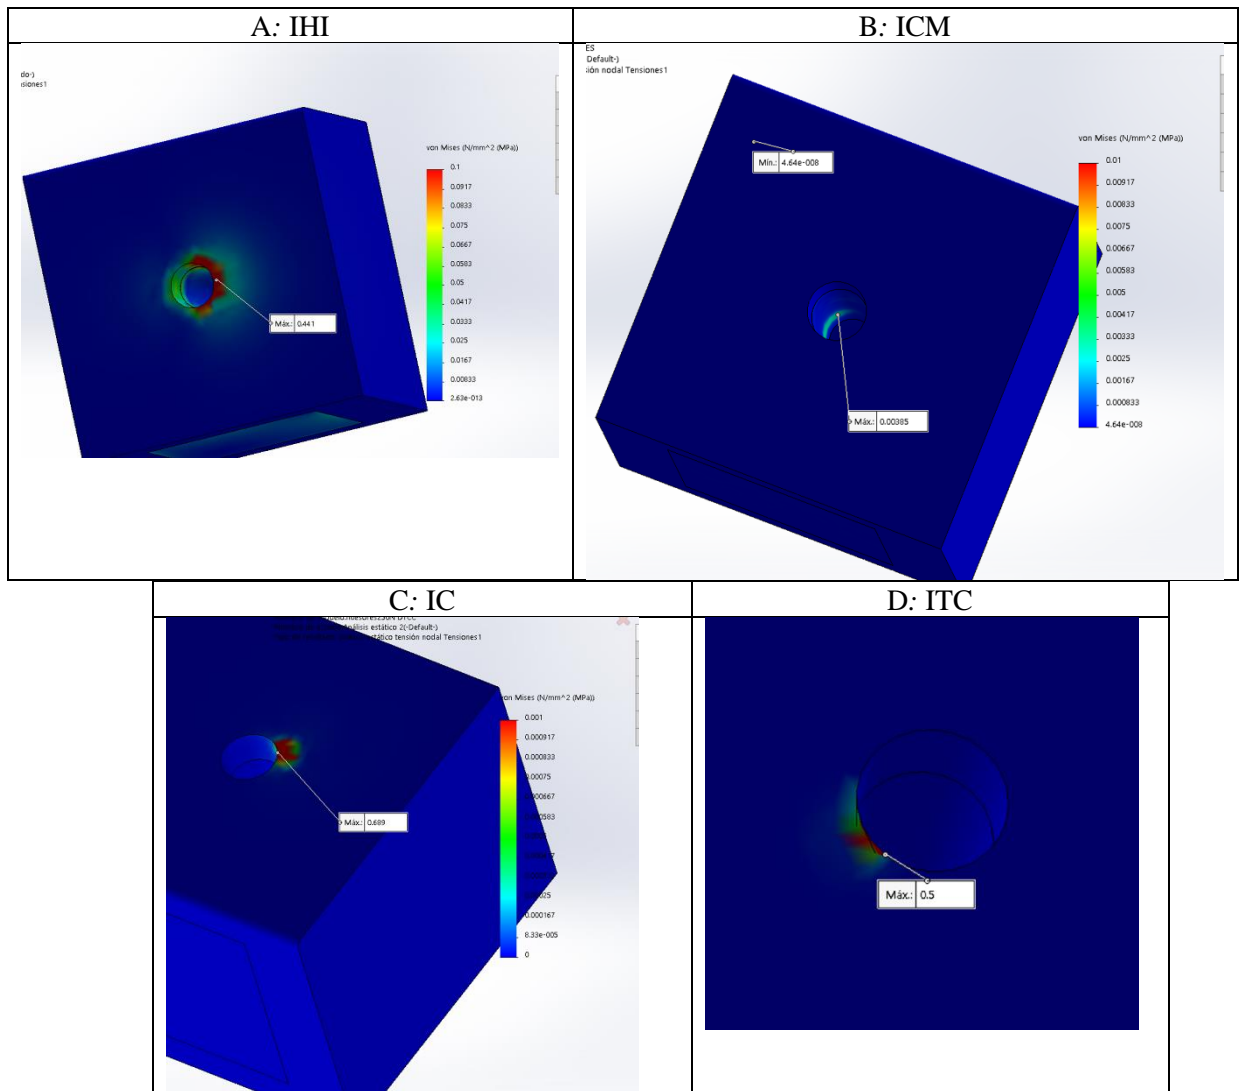 A: IHI
B: ICM
do-)
siones1
von Mises (N/mm^2 (MPa))
0.1
0.0917
0.0833
0.075
0.0667
0.0583
0.05
0.0417
0.0333
0.025
0.0167
0.00833
2.63e-013
Máx.: 0.441
ES
Default-)
sión nodal Tensiones1
Mín.: 4.64e-008
von Mises (N/mm^2 (MPa))
0.01
0.00917
0.00833
0.0075
0.00667
0.00583
0.005
0.00417
0.00333
0.0025
0.00167
0.000833
4.64e-008
Máx.: 0.00385
C: IC
D: ITC
álisis estático 2(-Default-)
stático tensión nodal Tensiones1
von Mises (N/mm^2 (MPa))
0.001
0.000917
0.000833
0.00075
000667
000583
025
0.000167
8.33e-005
0
Máx.: 0.689
Máx.: 0.5